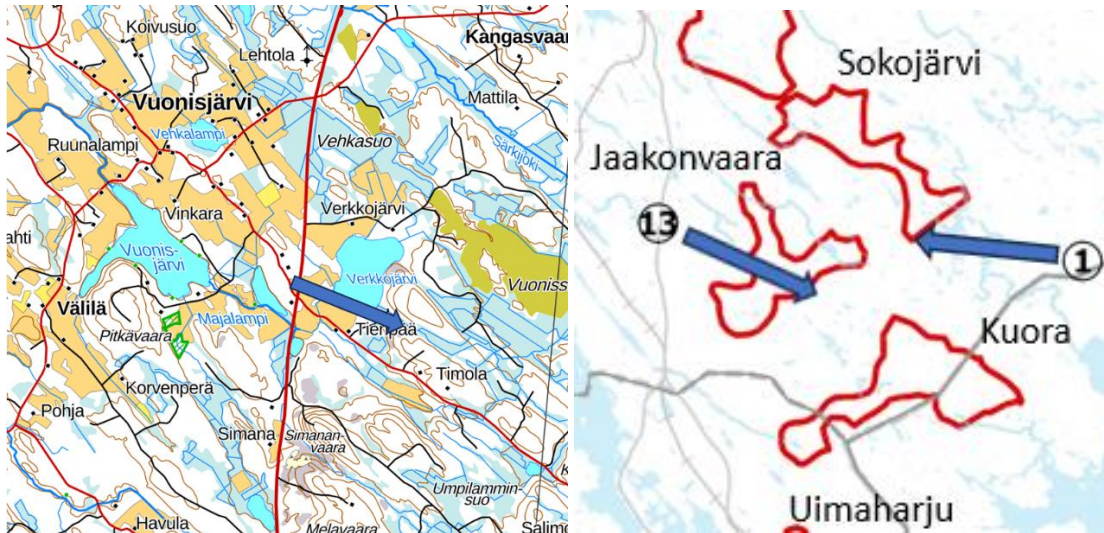 Koivusuo
Lehtola
Kangasvaar
Vuonisjärvi
Mattila
Vehkalampi
Vehkasuo
Ruunalampi
Särkijoki
Vinkara
Verkkojärvi
ahti
Vuonis-
järvi
Verkkojärvi
Vuoniss
Välilä
Majalampi
Pitkävaara
Tienpää
Timola
Korvenperä
Pohja
Simana
Simanan-
vaara
Umpilammin-
suo
Havula
Melavaara
Salimo
Sokojärvi
Jaakonvaara
13
1
Kuora
Uimaharju